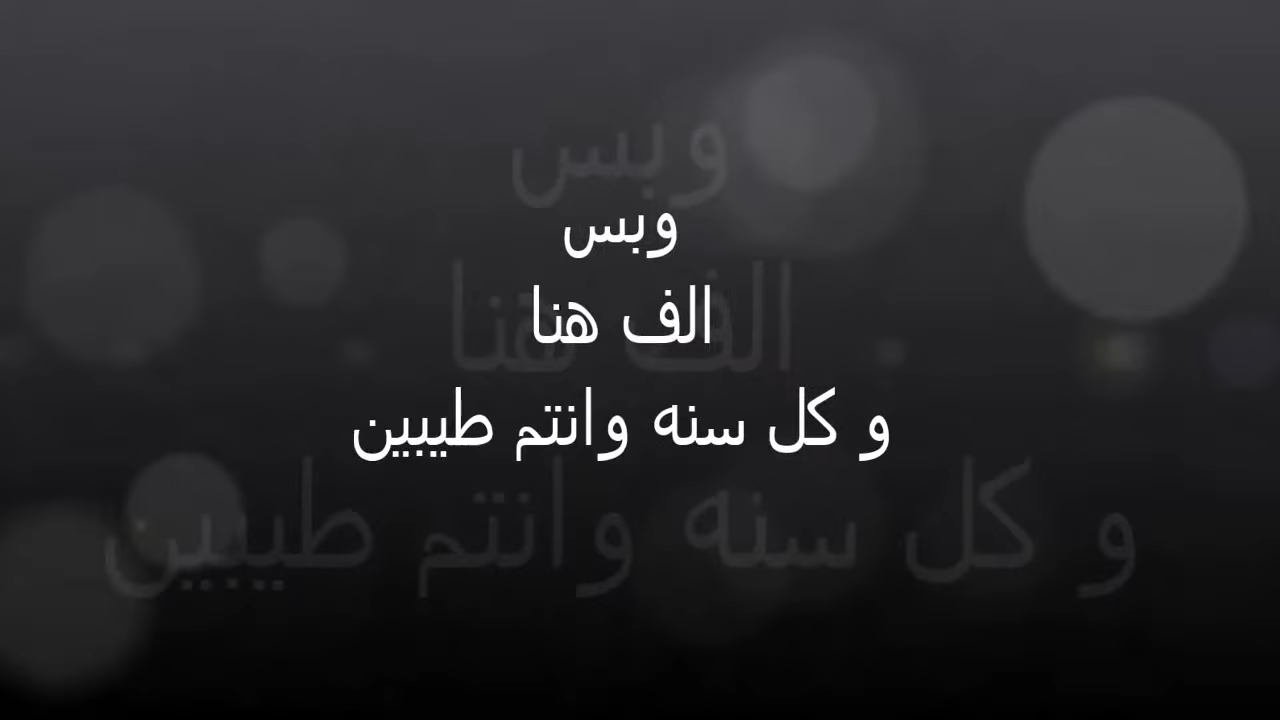 وبس
الف هنا
و كل سنه وانتم طيبين